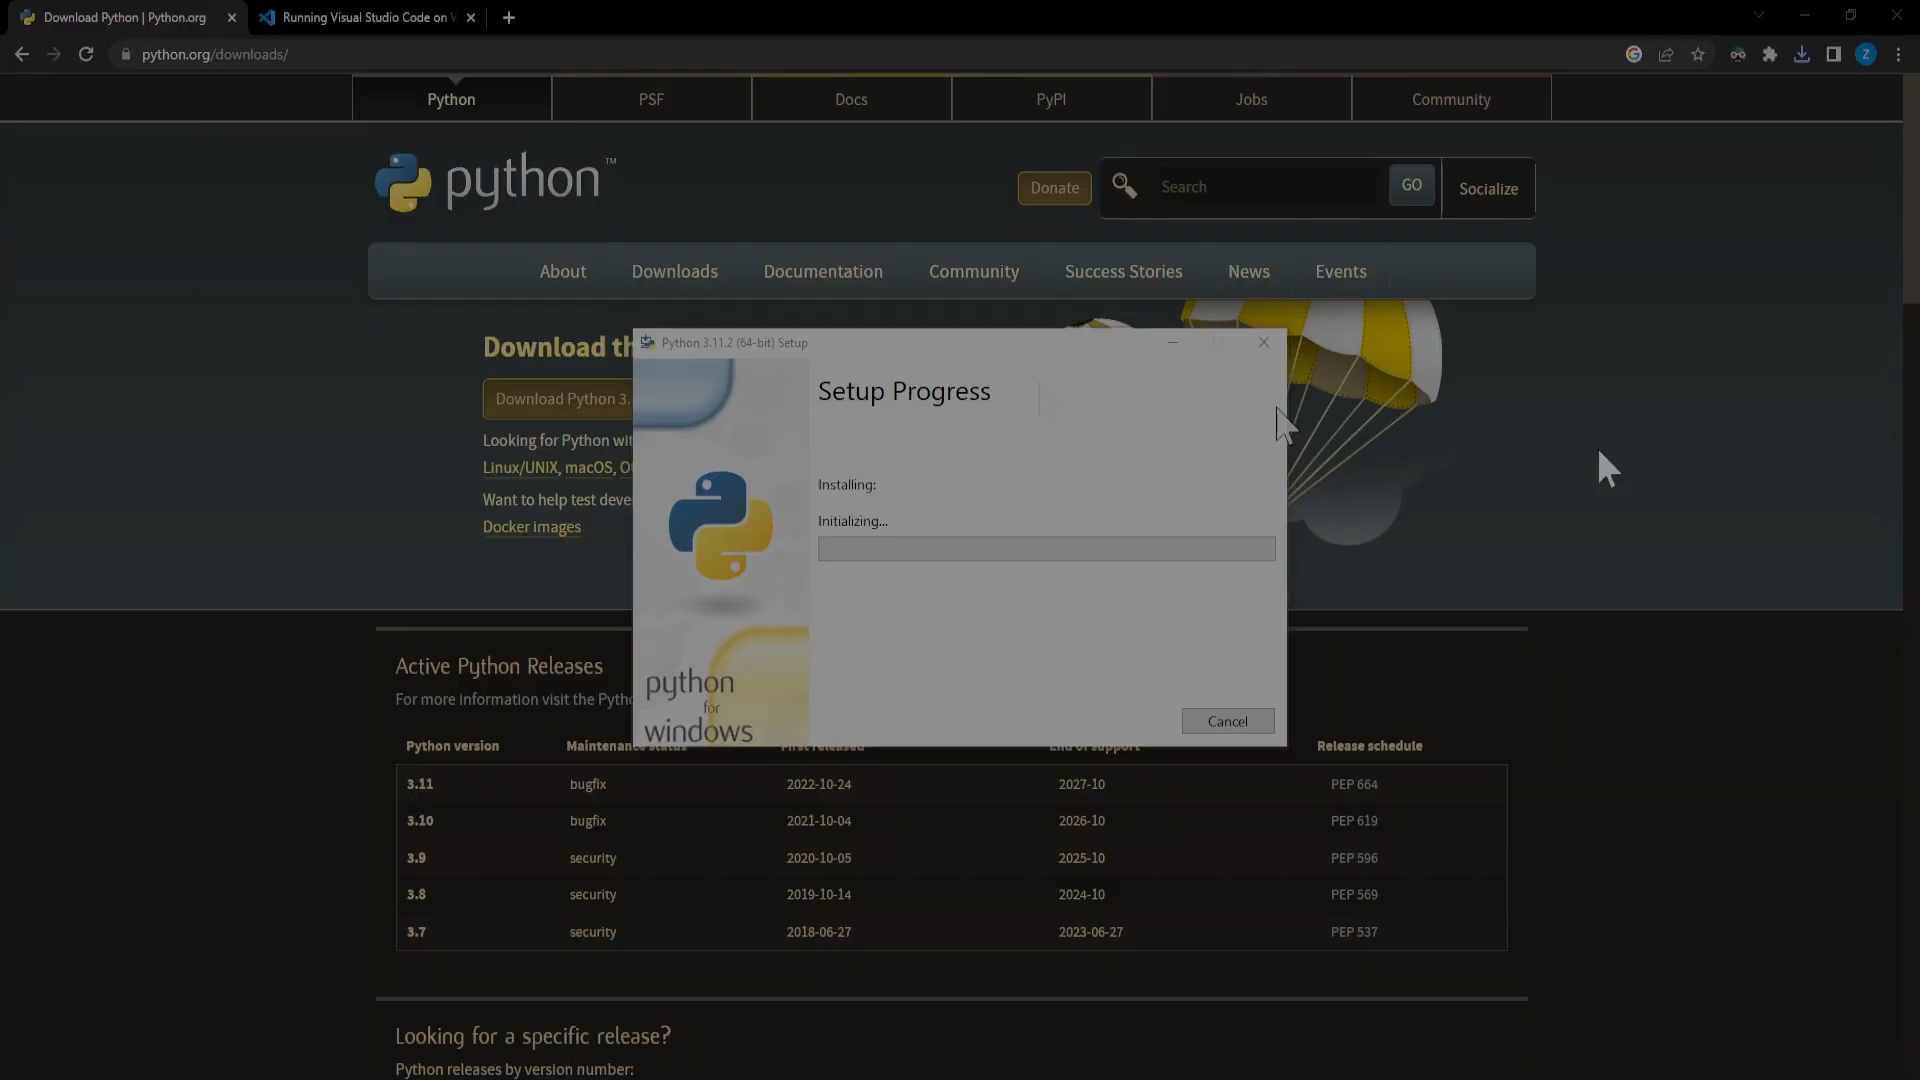 Download Python | Python.org
Running Visual Studio Code on
python.org/downloads/
Z
Python
PSF
Docs
PyPI
Jobs
Community
python™
Donate
Search
GO
Socialize
About
Downloads
Documentation
Community
Success Stories
News
Events
Download
Python 3.11.2 (64-bit) Setup
Setup Progress
Download Python 3.
Looking for Python
Linux/UNIX, macOS,
Want to help test
Docker images
Installing:
Initializing...
Cancel
python
for
windows
Active Python Releases
For more information visit the
Python version
Maintenance status
First released
End of support
Release schedule
3.11 bugfix 2022-10-24 2027-10 PEP 664
3.10 bugfix 2021-10-04 2026-10 PEP 619
3.9 security 2020-10-05 2025-10 PEP 596
3.8 security 2019-10-14 2024-10 PEP 569
3.7 security 2018-06-27 2023-06-27 PEP 537
Looking for a specific release?
Python releases by version number: